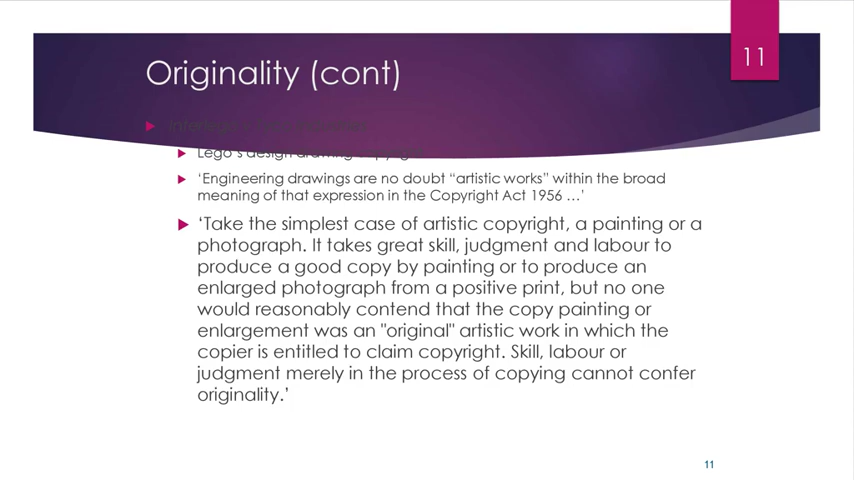 11
Originality (cont)
Lego's design drawing copyright
‘Engineering drawings are no doubt “artistic works” within the broad
meaning of that expression in the Copyright Act 1956 …’
‘Take the simplest case of artistic copyright, a painting or a
photograph. It takes great skill, judgment and labour to
produce a good copy by painting or to produce an
enlarged photograph from a positive print, but no one
would reasonably contend that the copy painting or
enlargement was an "original" artistic work in which the
copier is entitled to claim copyright. Skill, labour or
judgment merely in the process of copying cannot confer
originality.’
11